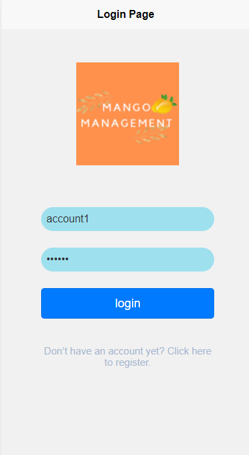 Login Page
MANGO
MANAGEMENT
account1
••••••
login
Don't have an account yet? Click here
to register.